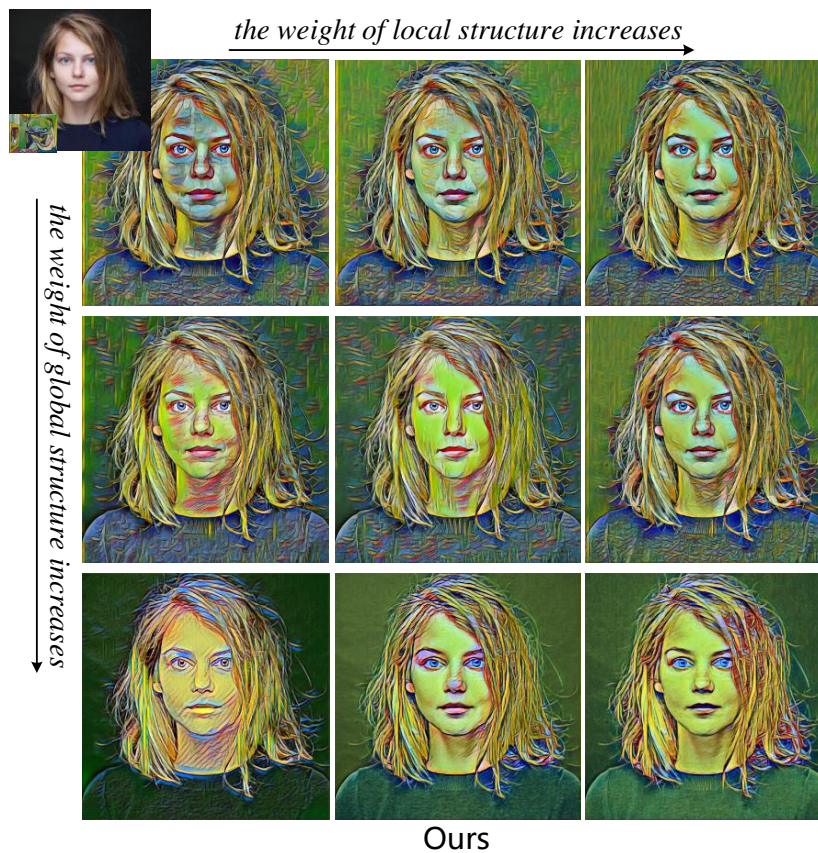 the weight of local structure increases
the weight of global structure increases
Ours